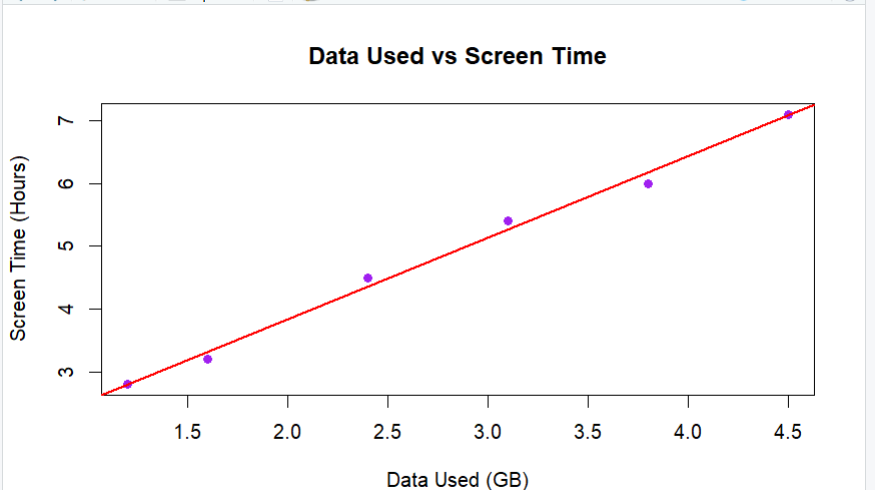 Data Used vs Screen Time
Screen Time (Hours)
7
6
5
4
3
1.5 2.0 2.5 3.0 3.5 4.0 4.5
Data Used (GB)